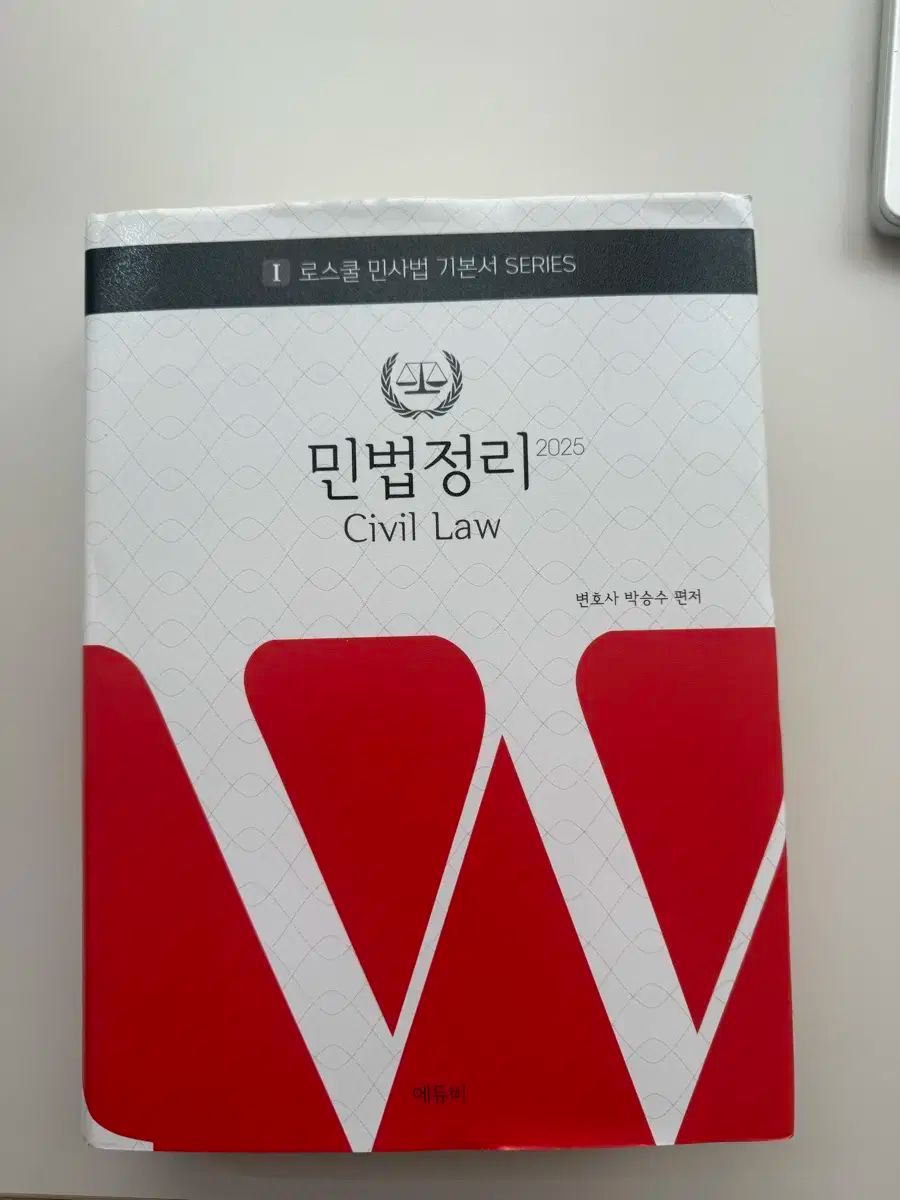 I 로스쿨 민사법 기본서 SERIES
민법정리 2025
Civil Law
변호사 박승수 편저
에듀비